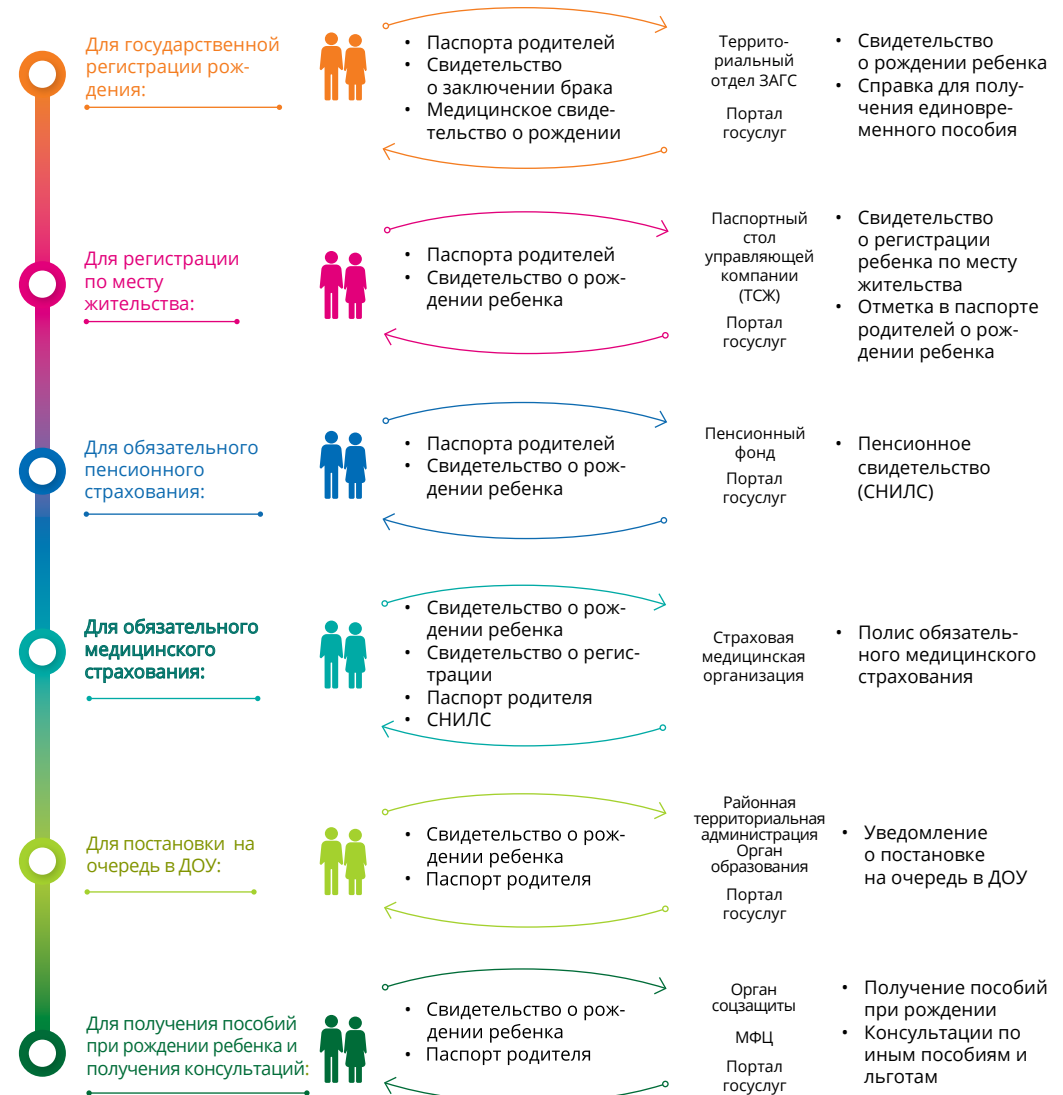 Для государственной
регистрации рож-
дения:
• Паспорта родителей
• Свидетельство
о заключении брака
• Медицинское свиде-
тельство о рождении
Террито-
риальный
отдел ЗАГС
Портал
госуслуг
• Свидетельство
о рождении ребенка
• Справка для полу-
чения единовре-
менного пособия
Для регистрации
по месту
жительства:
• Паспорта родителей
• Свидетельство о рож-
дении ребенка
Паспортный
стол
управляющей
компании
(ТСЖ)
Портал
госуслуг
• Свидетельство
о регистрации
ребенка по месту
жительства
• Отметка в паспорте
родителей о рож-
дении ребенка
Для обязательного
пенсионного
страхования:
• Паспорта родителей
• Свидетельство о рож-
дении ребенка
Пенсионный
фонд
Портал
госуслуг
• Пенсионное
свидетельство
(СНИЛС)
Для обязательного
медицинского
страхования:
• Свидетельство о рож-
дении ребенка
• Свидетельство о регис-
трации
• Паспорт родителя
• СНИЛС
Страховая
медицинская
организация
• Полис обязатель-
ного медицинского
страхования
Для постановки на
очередь в ДОУ:
• Свидетельство о рож-
дении ребенка
• Паспорт родителя
Районная
территориальная
администрация
Орган
образования
Портал
госуслуг
• Уведомление
о постановке
на очередь в ДОУ
Для получения пособий
при рождении ребенка и
получения консультаций:
• Свидетельство о рож-
дении ребенка
• Паспорт родителя
Орган
соцзащиты
МФЦ
Портал
госуслуг
• Получение пособий
при рождении
• Консультации по
иным пособиям и
льготам